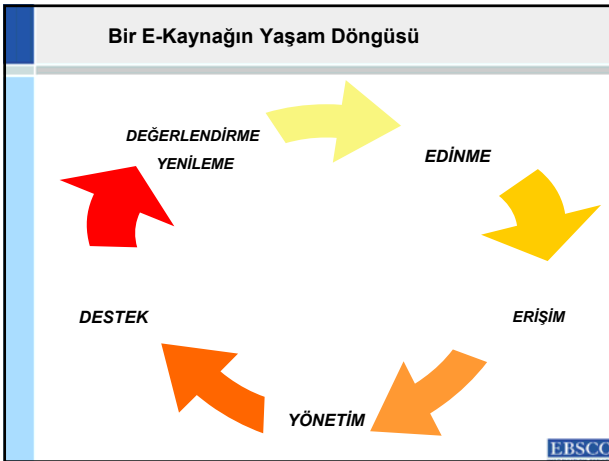 Bir E-Kaynağın Yaşam Döngüsü
DEĞERLENDİRME
YENİLEME
EDİNME
DESTEK
ERİŞİM
YÖNETİM
EBSCO